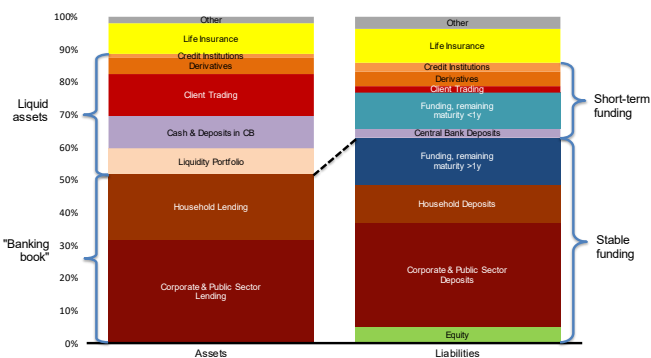 100%
90%
80%
70%
60%
50%
40%
30%
20%
10%
0%
Liquid
assets
"Banking
book"
Other
Life Insurance
Credit Institutions
Derivatives
Client Trading
Cash & Deposits in CB
Liquidity Portfolio
Household Lending
Corporate & Public Sector
Lending
Assets
Other
Life Insurance
Credit Institutions
Derivatives
Client Trading
Funding, remaining
maturity <1y
Central Bank Deposits
Funding, remaining
maturity >1y
Household Deposits
Corporate & Public Sector
Deposits
Equity
Liabilities
Short-term
funding
Stable
funding